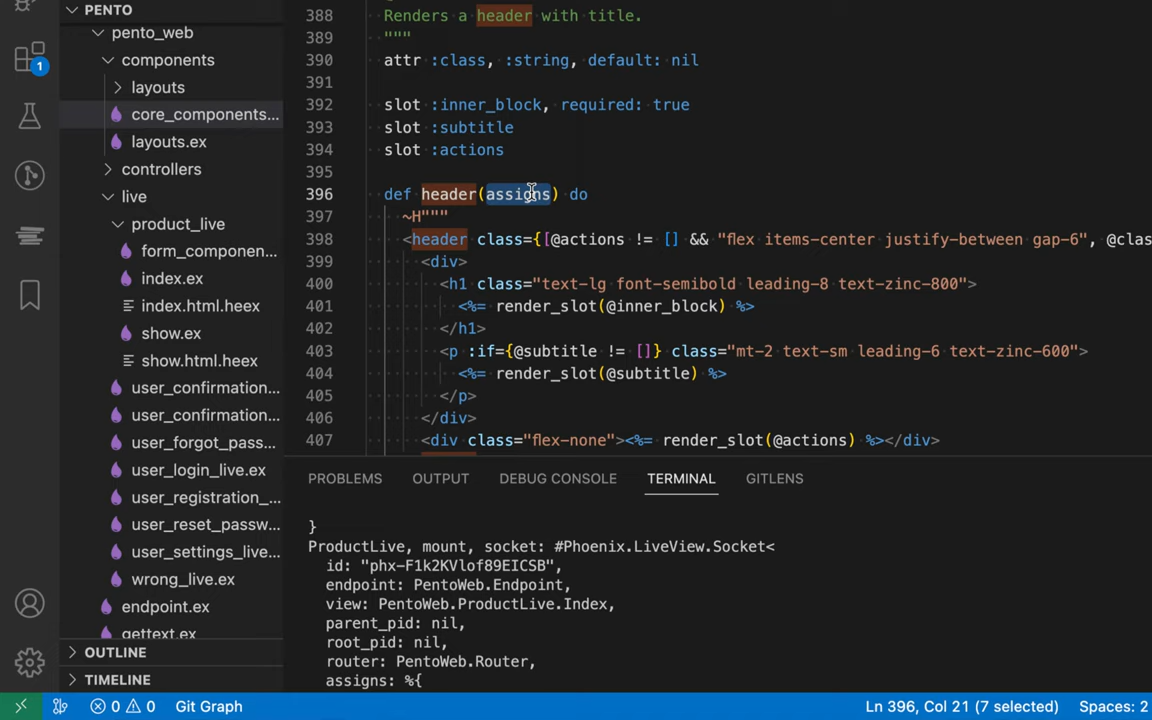 PENTO
pento_web
components
layouts
core_components...
layouts.ex
controllers
live
product_live
form_componen...
index.ex
index.html.heex
show.ex
show.html.heex
user_confirmation...
user_confirmation...
user_forgot_pass...
user_login_live.ex
user_registration_...
user_reset_passw...
user_settings_live...
wrong_live.ex
endpoint.ex
gettext.ex
OUTLINE
TIMELINE
1
388 Renders a header with title.
389 """
390 attr :class, :string, default: nil
391
392 slot :inner_block, required: true
393 slot :subtitle
394 slot :actions
395
396 def header(assigns) do
397 ~H"""
398 <header class={[@actions != [] && "flex items-center justify-between gap-6", @clas
399 <div>
400 <h1 class="text-lg font-semibold leading-8 text-zinc-800">
401 <%= render_slot(@inner_block) %>
402 </h1>
403 <p :if={@subtitle != []} class="mt-2 text-sm leading-6 text-zinc-600">
404 <%= render_slot(@subtitle) %>
405 </p>
406 </div>
407 <div class="flex-none"><%= render_slot(@actions) %></div>
PROBLEMS OUTPUT DEBUG CONSOLE TERMINAL GITLENS
}
ProductLive, mount, socket: #Phoenix.LiveView.Socket<
id: "phx-F1k2KVlof89EICSB",
endpoint: PentoWeb.Endpoint,
view: PentoWeb.ProductLive.Index,
parent_pid: nil,
root_pid: nil,
router: PentoWeb.Router,
assigns: %{
0 0 Git Graph Ln 396, Col 21 (7 selected) Spaces: 2